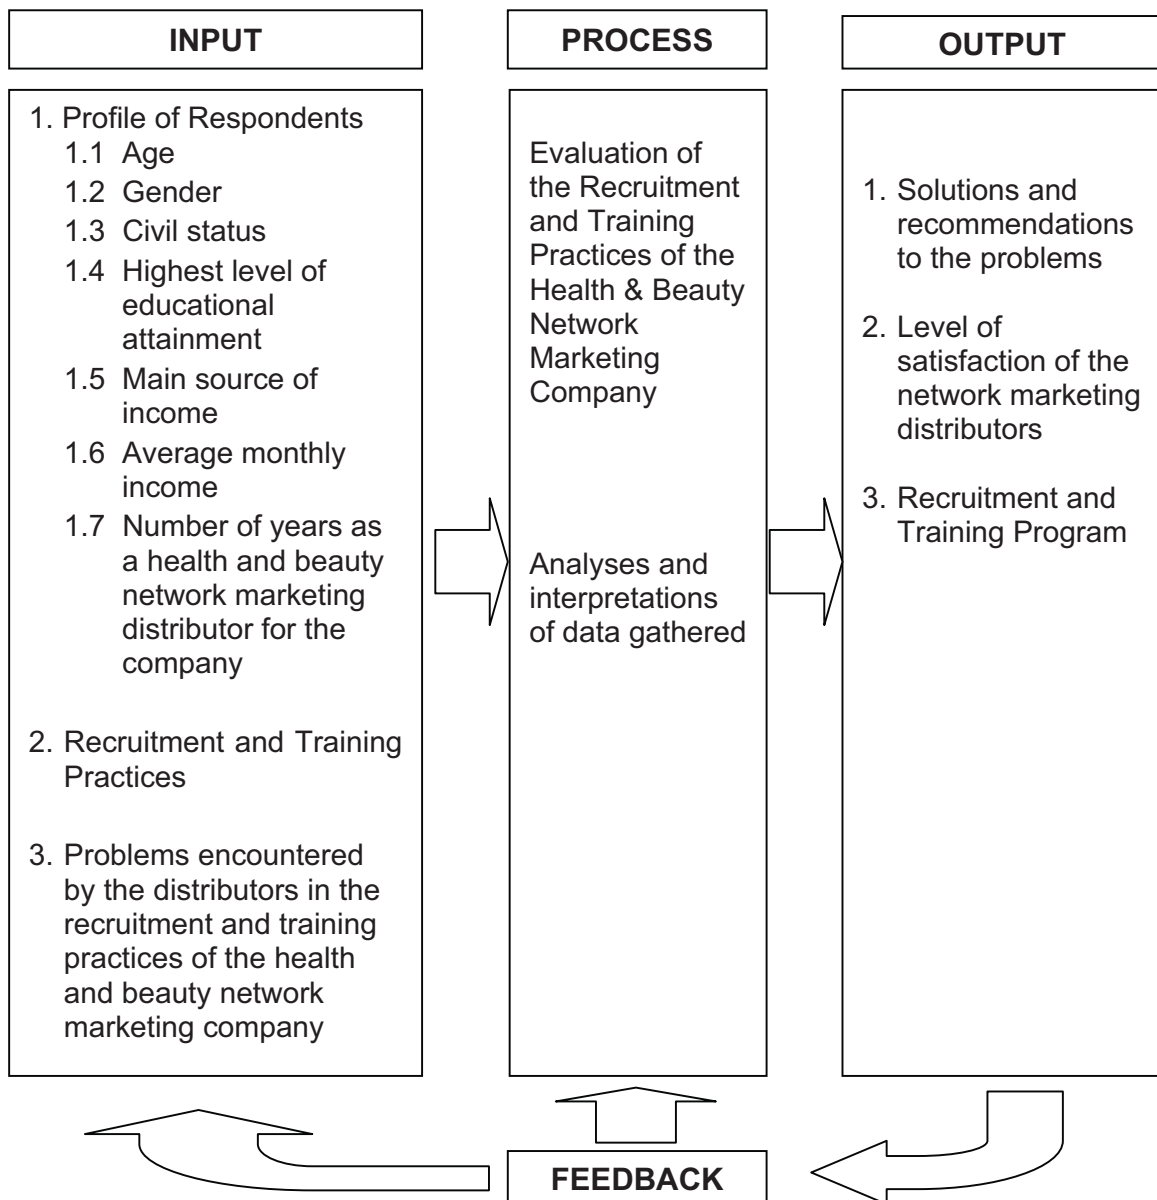 INPUT
1. Profile of Respondents
1.1 Age
1.2 Gender
1.3 Civil status
1.4 Highest level of
educational
attainment
1.5 Main source of
income
1.6 Average monthly
income
1.7 Number of years as
a health and beauty
network marketing
distributor for the
company
2. Recruitment and Training
Practices
3. Problems encountered
by the distributors in the
recruitment and training
practices of the health
and beauty network
marketing company
PROCESS
Evaluation of
the Recruitment
and Training
Practices of the
Health & Beauty
Network
Marketing
Company
Analyses and
interpretations
of data gathered
OUTPUT
1. Solutions and
recommendations
to the problems
2. Level of
satisfaction of the
network marketing
distributors
3. Recruitment and
Training Program
FEEDBACK